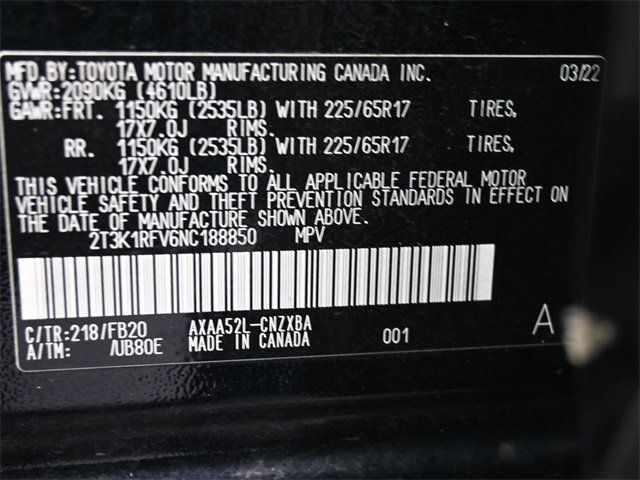 MFD.BY:TOYOTA MOTOR MANUFACTURING CANADA INC. 03/22
GVWR:2090KG (4610LB)
GAWR:FRT. 1150KG (2535LB) WITH 225/65R17 TIRES,
17X7.0J RIMS.
RR. 1150KG (2535LB) WITH 225/65R17 TIRES,
17X7.0J RIMS.
THIS VEHICLE CONFORMS TO ALL APPLICABLE FEDERAL MOTOR
VEHICLE SAFETY AND THEFT PREVENTION STANDARDS IN EFFECT ON
THE DATE OF MANUFACTURE SHOWN ABOVE.
2T3K1RFV6NC188850 MPV
C/TR:218/FB20 AXAA52L-CNZXBA 001 A
A/TM: /UB80E MADE IN CANADA